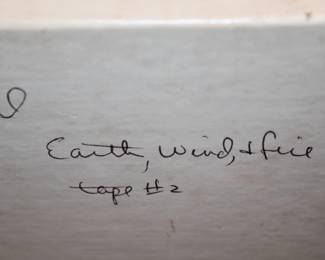 Earth, Wind, + fire
tape #2